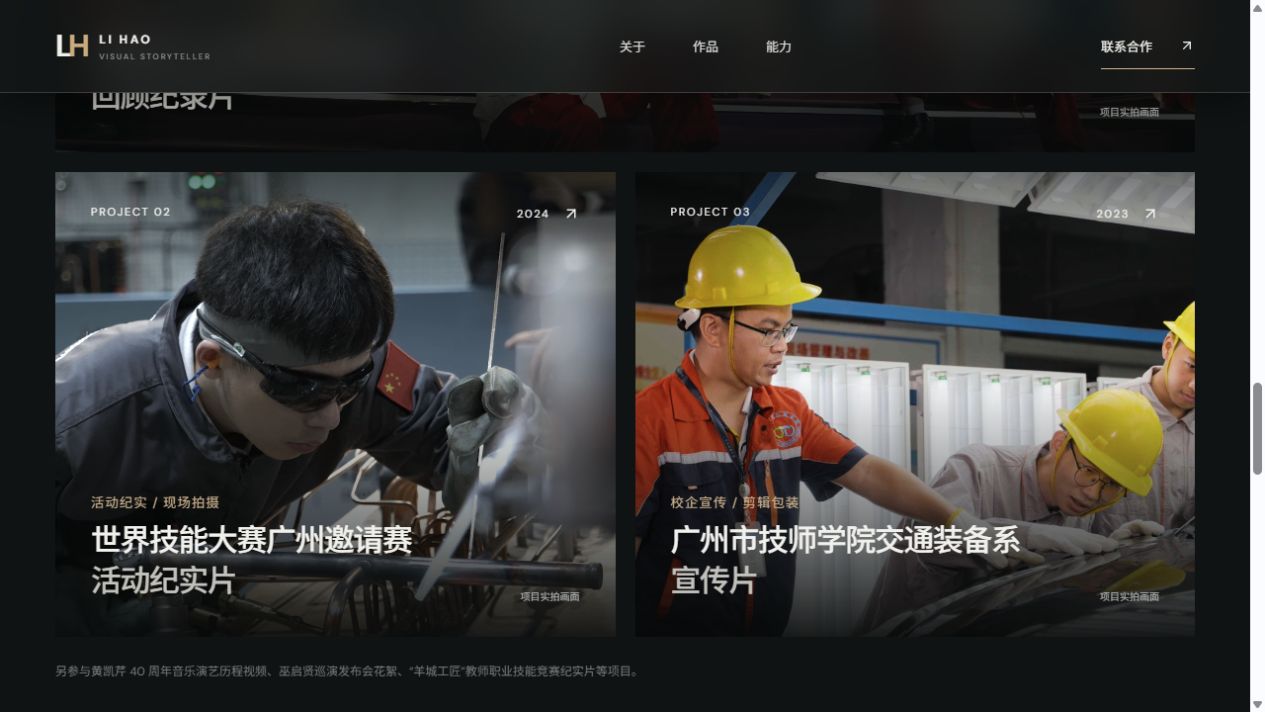 LH
LI HAO
VISUAL STORYTELLER
关于
作品
能力
联系合作
回顾纪录片
项目实拍画面
PROJECT 02
2024
活动纪实 / 现场拍摄
世界技能大赛广州邀请赛
活动纪实片
项目实拍画面
PROJECT 03
2023
校企宣传 / 剪辑包装
广州市技师学院交通装备系
宣传片
项目实拍画面
另参与黄凯芹 40 周年音乐演艺历程视频、巫启贤巡演发布会花絮、“羊城工匠”教师职业技能竞赛纪实片等项目。